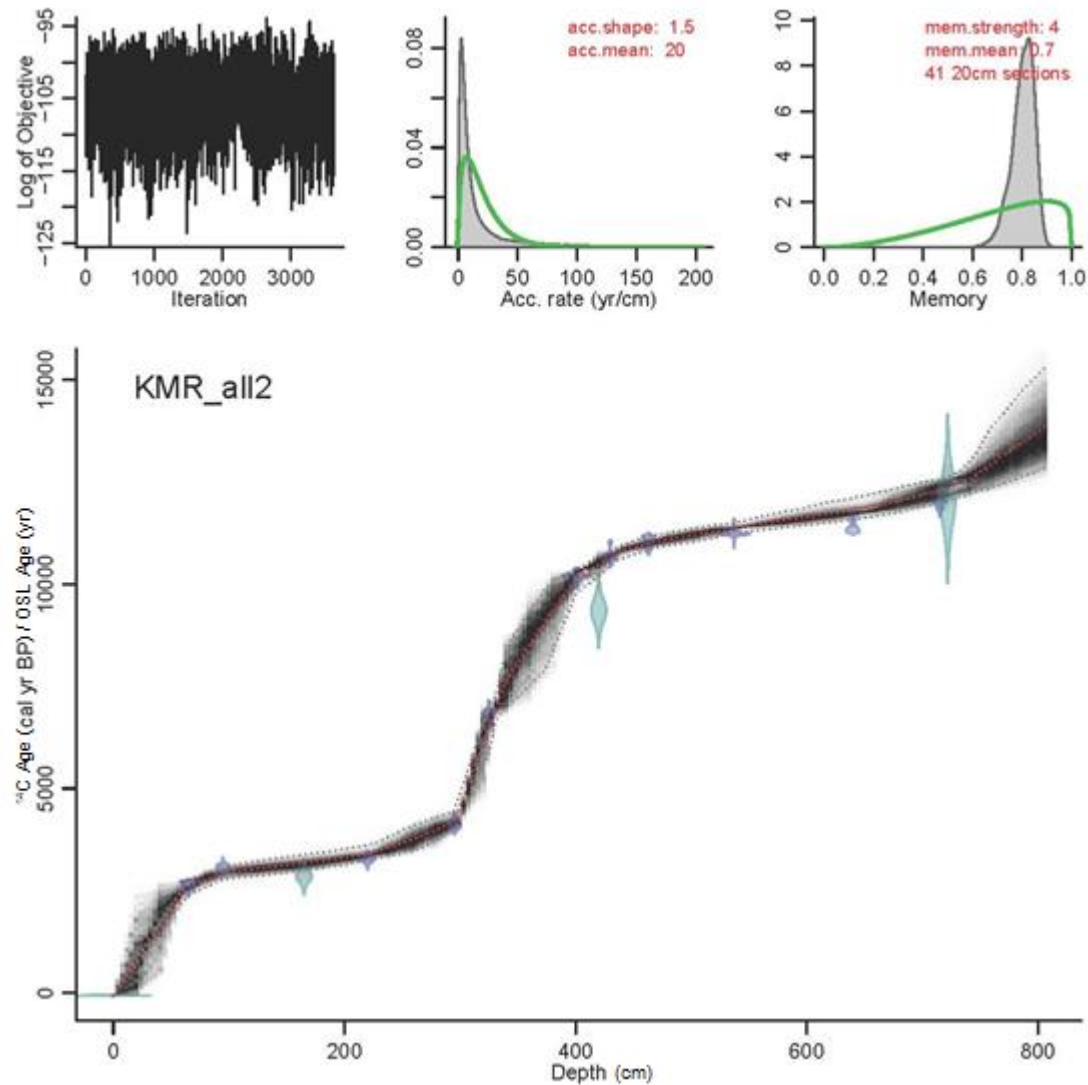 -95
-105
-115
-125
Log of Objective
0 1000 2000 3000
Iteration
acc.shape: 1.5
acc.mean: 20
0.08
0.04
0.00
0 50 100 150 200
Acc. rate (yr/cm)
mem.strength: 4
mem.mean: 0.7
41 20cm sections
10
8
6
4
2
0
0.0 0.2 0.4 0.6 0.8 1.0
Memory
KMR_all2
15000
10000
5000
0
¹⁴C Age (cal yr BP) / OSL Age (yr)
0 200 400 600 800
Depth (cm)